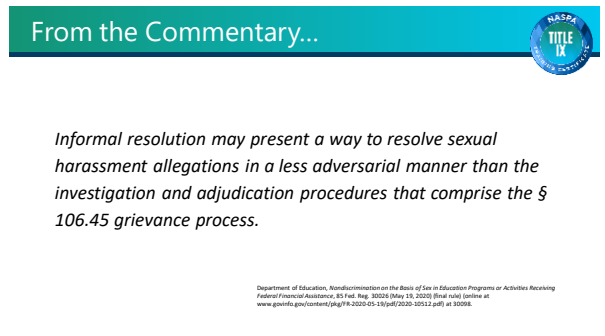 From the Commentary...
NASPA
TITLE
IX
TRAINING CERTIFICATE
Informal resolution may present a way to resolve sexual
harassment allegations in a less adversarial manner than the
investigation and adjudication procedures that comprise the §
106.45 grievance process.
Department of Education, Nondiscrimination on the Basis of Sex in Education Programs or Activities Receiving
Federal Financial Assistance, 85 Fed. Reg. 30026 (May 19, 2020) (final rule) (online at
www.govinfo.gov/content/pkg/FR-2020-05-19/pdf/2020-10512.pdf) at 30098.